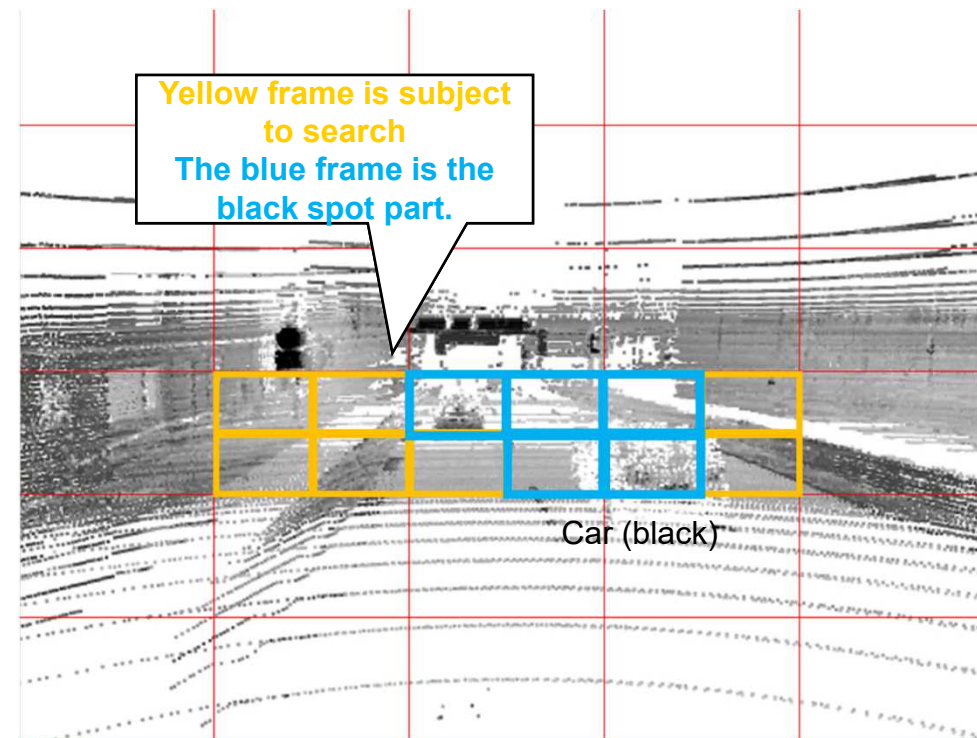 Yellow frame is subject
to search
The blue frame is the
black spot part.
Car (black)